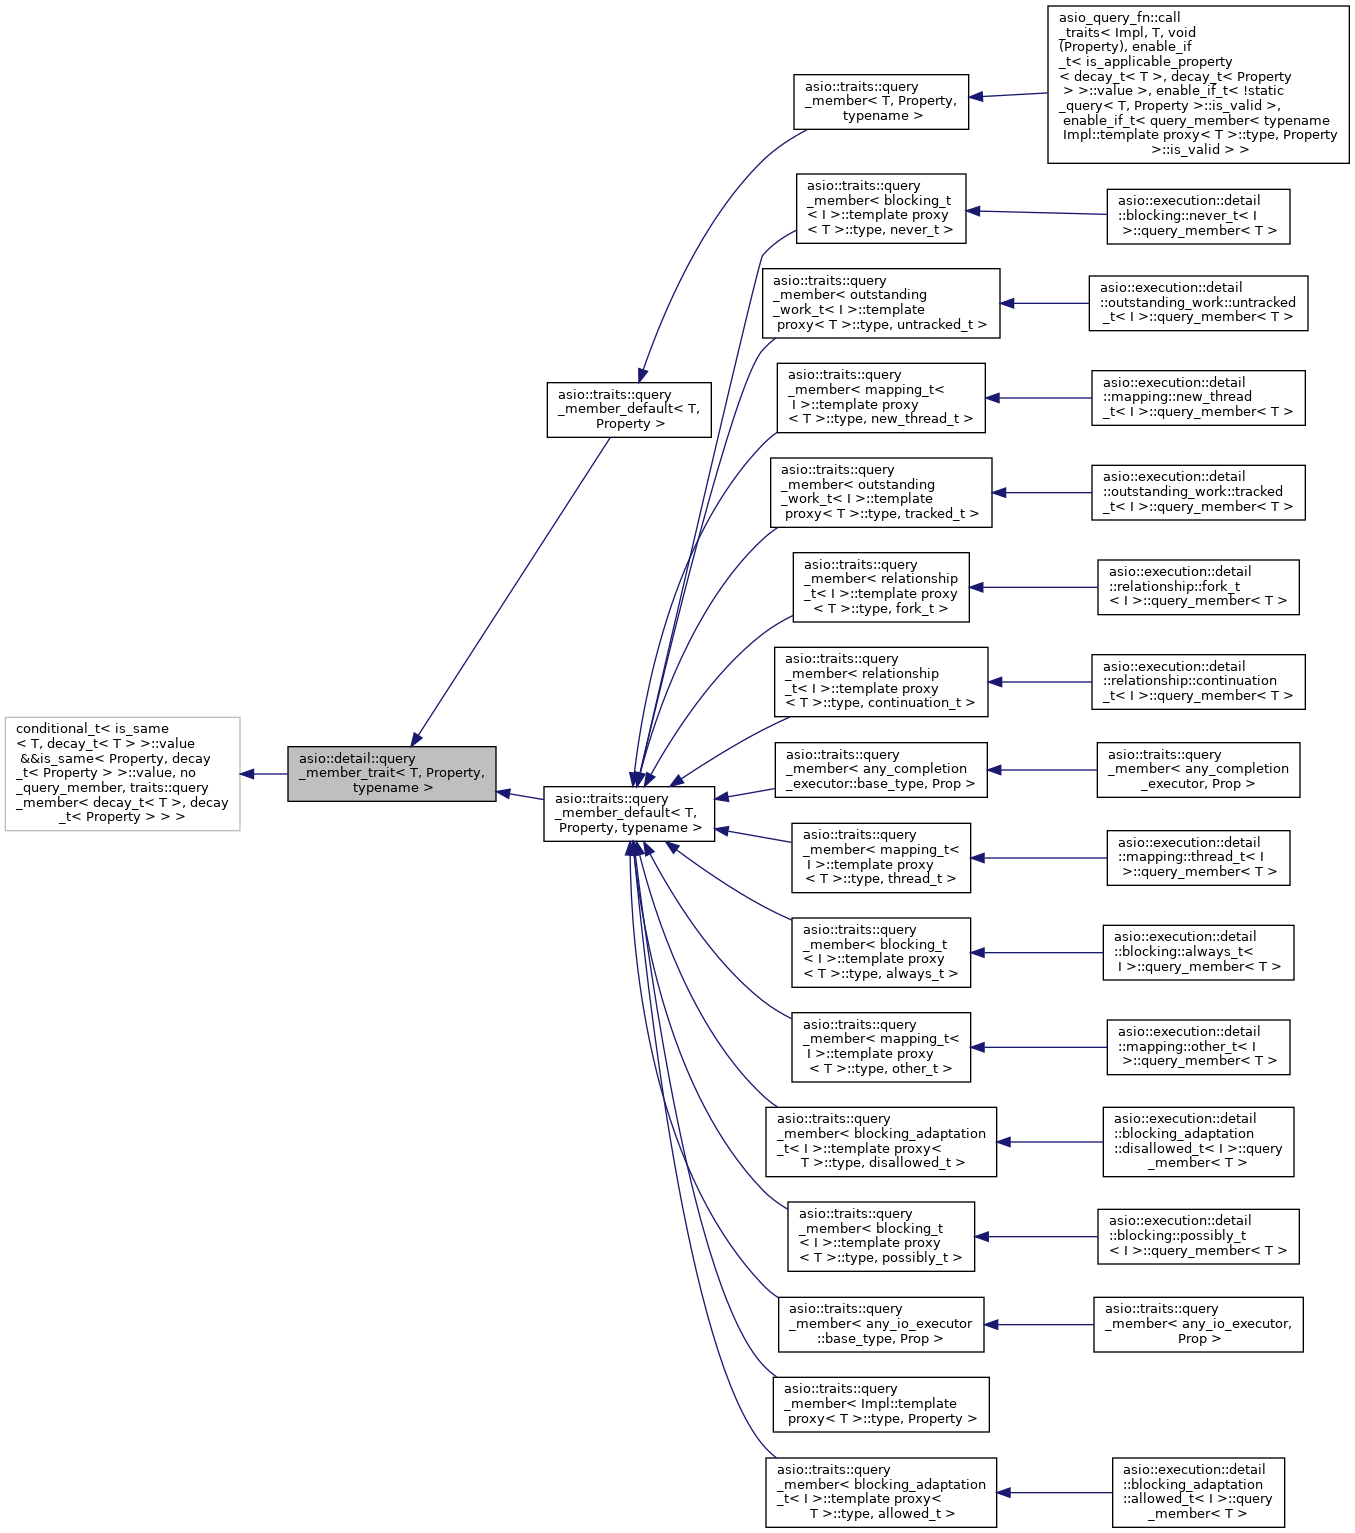 conditional_t< is_same
< T, decay_t< T > >::value
&&is_same< Property, decay
_t< Property > >::value, no
_query_member, traits::query
_member< decay_t< T >, decay
_t< Property > > >
asio::detail::query
_member_trait< T, Property,
typename >
asio::traits::query
_member_default< T,
Property >
asio::traits::query
_member_default< T,
Property, typename >
asio::traits::query
_member< T, Property,
typename >
asio::traits::query
_member< blocking_t
< I >::template proxy
< T >::type, never_t >
asio::traits::query
_member< outstanding
_work_t< I >::template
proxy< T >::type, untracked_t >
asio::traits::query
_member< mapping_t<
I >::template proxy
< T >::type, new_thread_t >
asio::traits::query
_member< outstanding
_work_t< I >::template
proxy< T >::type, tracked_t >
asio::traits::query
_member< relationship
_t< I >::template proxy
< T >::type, fork_t >
asio::traits::query
_member< relationship
_t< I >::template proxy
< T >::type, continuation_t >
asio::traits::query
_member< any_completion
_executor::base_type, Prop >
asio::traits::query
_member< mapping_t<
I >::template proxy
< T >::type, thread_t >
asio::traits::query
_member< blocking_t
< I >::template proxy
< T >::type, always_t >
asio::traits::query
_member< mapping_t<
I >::template proxy
< T >::type, other_t >
asio::traits::query
_member< blocking_adaptation
_t< I >::template proxy<
T >::type, disallowed_t >
asio::traits::query
_member< blocking_t
< I >::template proxy
< T >::type, possibly_t >
asio::traits::query
_member< any_io_executor
::base_type, Prop >
asio::traits::query
_member< Impl::template
proxy< T >::type, Property >
asio::traits::query
_member< blocking_adaptation
_t< I >::template proxy<
T >::type, allowed_t >
asio_query_fn::call
_traits< Impl, T, void
(Property), enable_if
_t< is_applicable_property
< decay_t< T >, decay_t< Property
> >::value >, enable_if_t< !static
_query< T, Property >::is_valid >,
enable_if_t< query_member< typename
Impl::template proxy< T >::type, Property
>::is_valid > >
asio::execution::detail
::blocking::never_t< I
>::query_member< T >
asio::execution::detail
::outstanding_work::untracked
_t< I >::query_member< T >
asio::execution::detail
::mapping::new_thread
_t< I >::query_member< T >
asio::execution::detail
::outstanding_work::tracked
_t< I >::query_member< T >
asio::execution::detail
::relationship::fork_t
< I >::query_member< T >
asio::execution::detail
::relationship::continuation
_t< I >::query_member< T >
asio::traits::query
_member< any_completion
_executor, Prop >
asio::execution::detail
::mapping::thread_t< I
>::query_member< T >
asio::execution::detail
::blocking::always_t<
I >::query_member< T >
asio::execution::detail
::mapping::other_t< I
>::query_member< T >
asio::execution::detail
::blocking_adaptation
::disallowed_t< I >::query
_member< T >
asio::execution::detail
::blocking::possibly_t
< I >::query_member< T >
asio::traits::query
_member< any_io_executor,
Prop >
asio::execution::detail
::blocking_adaptation
::allowed_t< I >::query
_member< T >